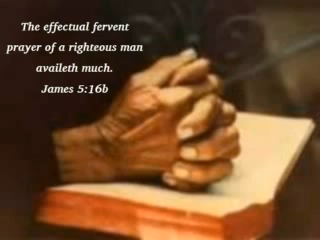 The effectual fervent
prayer of a righteous man
availeth much.
James 5:16b